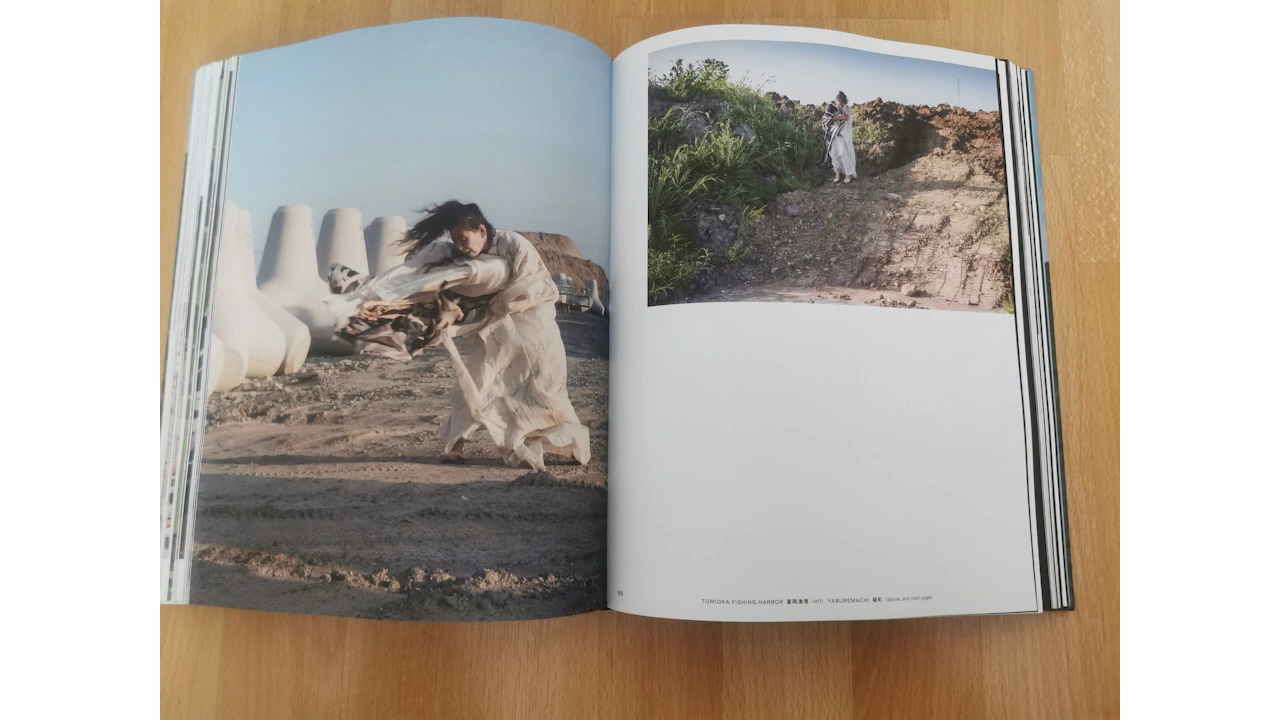 TOMIOKA FISHING HARBOR 富岡漁港 (left), YABUREMACHI 破町 (above, and next page)